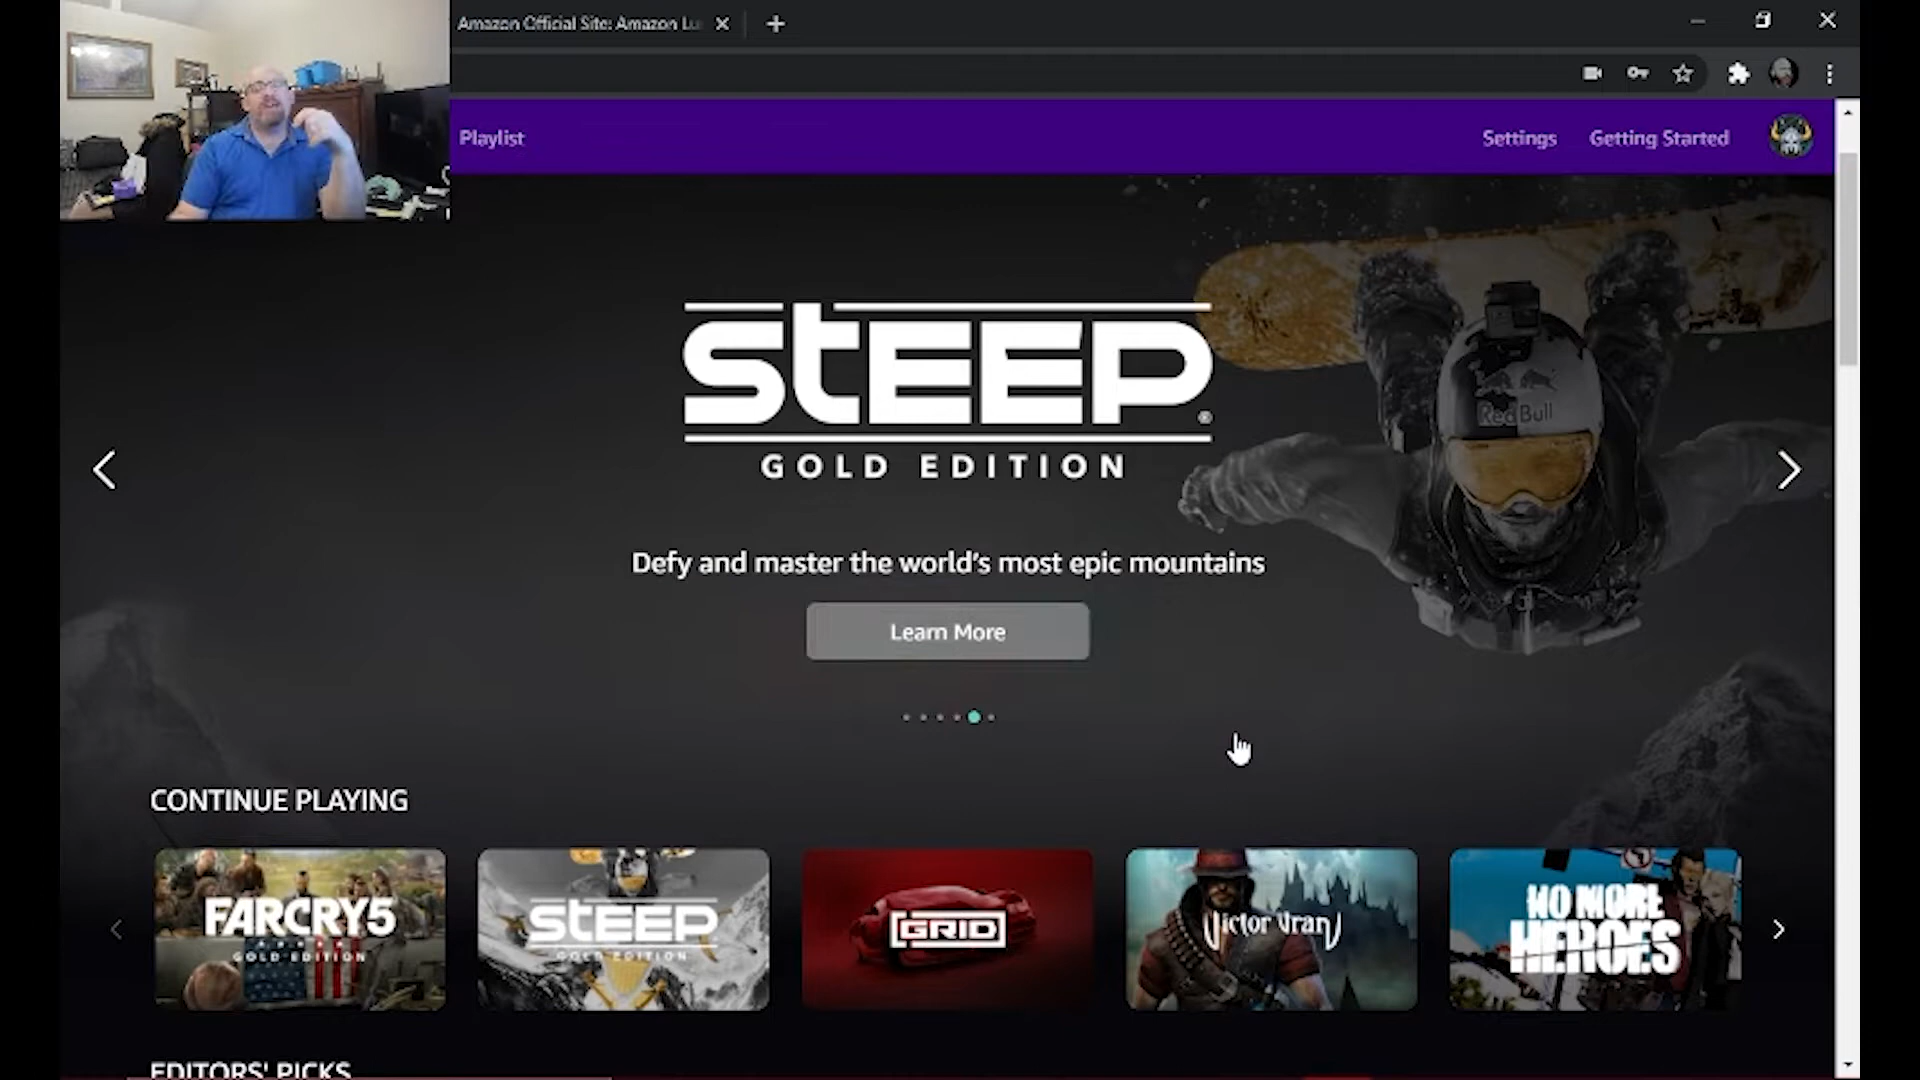 Amazon Official Site: Amazon Lu
Playlist
Settings
Getting Started
STEEP
GOLD EDITION
Red Bull
Defy and master the world's most epic mountains
Learn More
CONTINUE PLAYING
FARCRY5
GOLD EDITION
STEEP
GOLD EDITION
GRID
Victor Vran
NO MORE
HEROES
EDITORS' PICKS